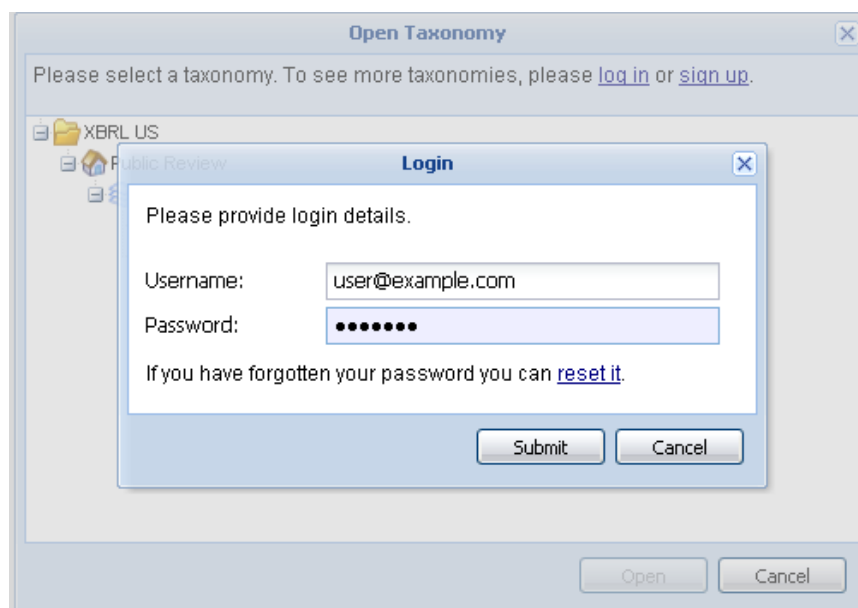 Open Taxonomy
Please select a taxonomy. To see more taxonomies, please log in or sign up.
XBRL US
Public Review
Login
Please provide login details.
Username:
user@example.com
Password:
•••••••
If you have forgotten your password you can reset it.
Submit
Cancel
Open
Cancel